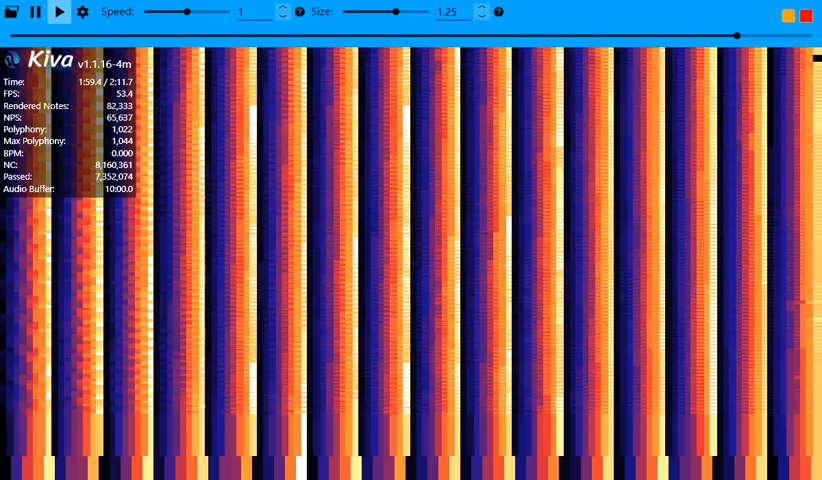 Speed: 1 ? Size: 1.25 ?
Kiva v1.1.16-4m
Time: 1:59.4 / 2:11.7
FPS: 53.4
Rendered Notes: 82,333
NPS: 65,637
Polyphony: 1,022
Max Polyphony: 1,044
BPM: 0.000
NC: 8,160,361
Passed: 7,352,074
Audio Buffer: 10:00.0